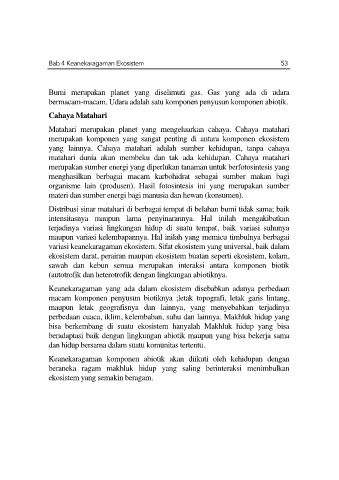 Bab 4 Keanekaragaman Ekosistem 53
Bumi merupakan planet yang diselimuti gas. Gas yang ada di udara
bermacam-macam. Udara adalah satu komponen penyusun komponen abiotik.
Cahaya Matahari
Matahari merupakan planet yang mengeluarkan cahaya. Cahaya matahari
merupakan komponen yang sangat penting di antara komponen ekosistem
yang lainnya. Cahaya matahari adalah sumber kehidupan, tanpa cahaya
matahari dunia akan membeku dan tak ada kehidupan. Cahaya matahari
merupakan sumber energi yang diperlukan tanaman untuk berfotosintesis yang
menghasilkan berbagai macam karbohidrat sebagai sumber makan bagi
organisme lain (produsen). Hasil fotosintesis ini yang merupakan sumber
materi dan sumber energi bagi manusia dan hewan (konsumen).
Distribusi sinar matahari di berbagai tempat di belahan bumi tidak sama; baik
intensitasnya maupun lama penyinarannya. Hal inilah mengakibatkan
terjadinya variasi lingkungan hidup di suatu tempat, baik variasi suhunya
maupun variasi kelembapannya. Hal inilah yang memicu timbulnya berbagai
variasi keanekaragaman ekosistem. Sifat ekosistem yang universal, baik dalam
ekosistem darat, perairan maupun ekosistem buatan seperti ekosistem, kolam,
sawah dan kebun semua merupakan interaksi antara komponen biotik
(autotrofik dan heterotrofik dengan lingkungan abiotiknya.
Keanekaragaman yang ada dalam ekosistem disebabkan adanya perbedaan
macam komponen penyusun biotiknya ;letak topografi, letak garis lintang,
maupun letak geografisnya dan lainnya, yang menyebabkan terjadinya
perbedaan cuaca, iklim, kelembaban, suhu dan lainnya. Makhluk hidup yang
bisa berkembang di suatu ekosistem hanyalah Makhluk hidup yang bisa
beradaptasi baik dengan lingkungan abiotik maupun yang bisa bekerja sama
dan hidup bersama dalam suatu komunitas tertentu.
Keanekaragaman komponen abiotik akan diikuti oleh kehidupan dengan
beraneka ragam makhluk hidup yang saling berinteraksi menimbulkan
ekosistem yang semakin beragam.